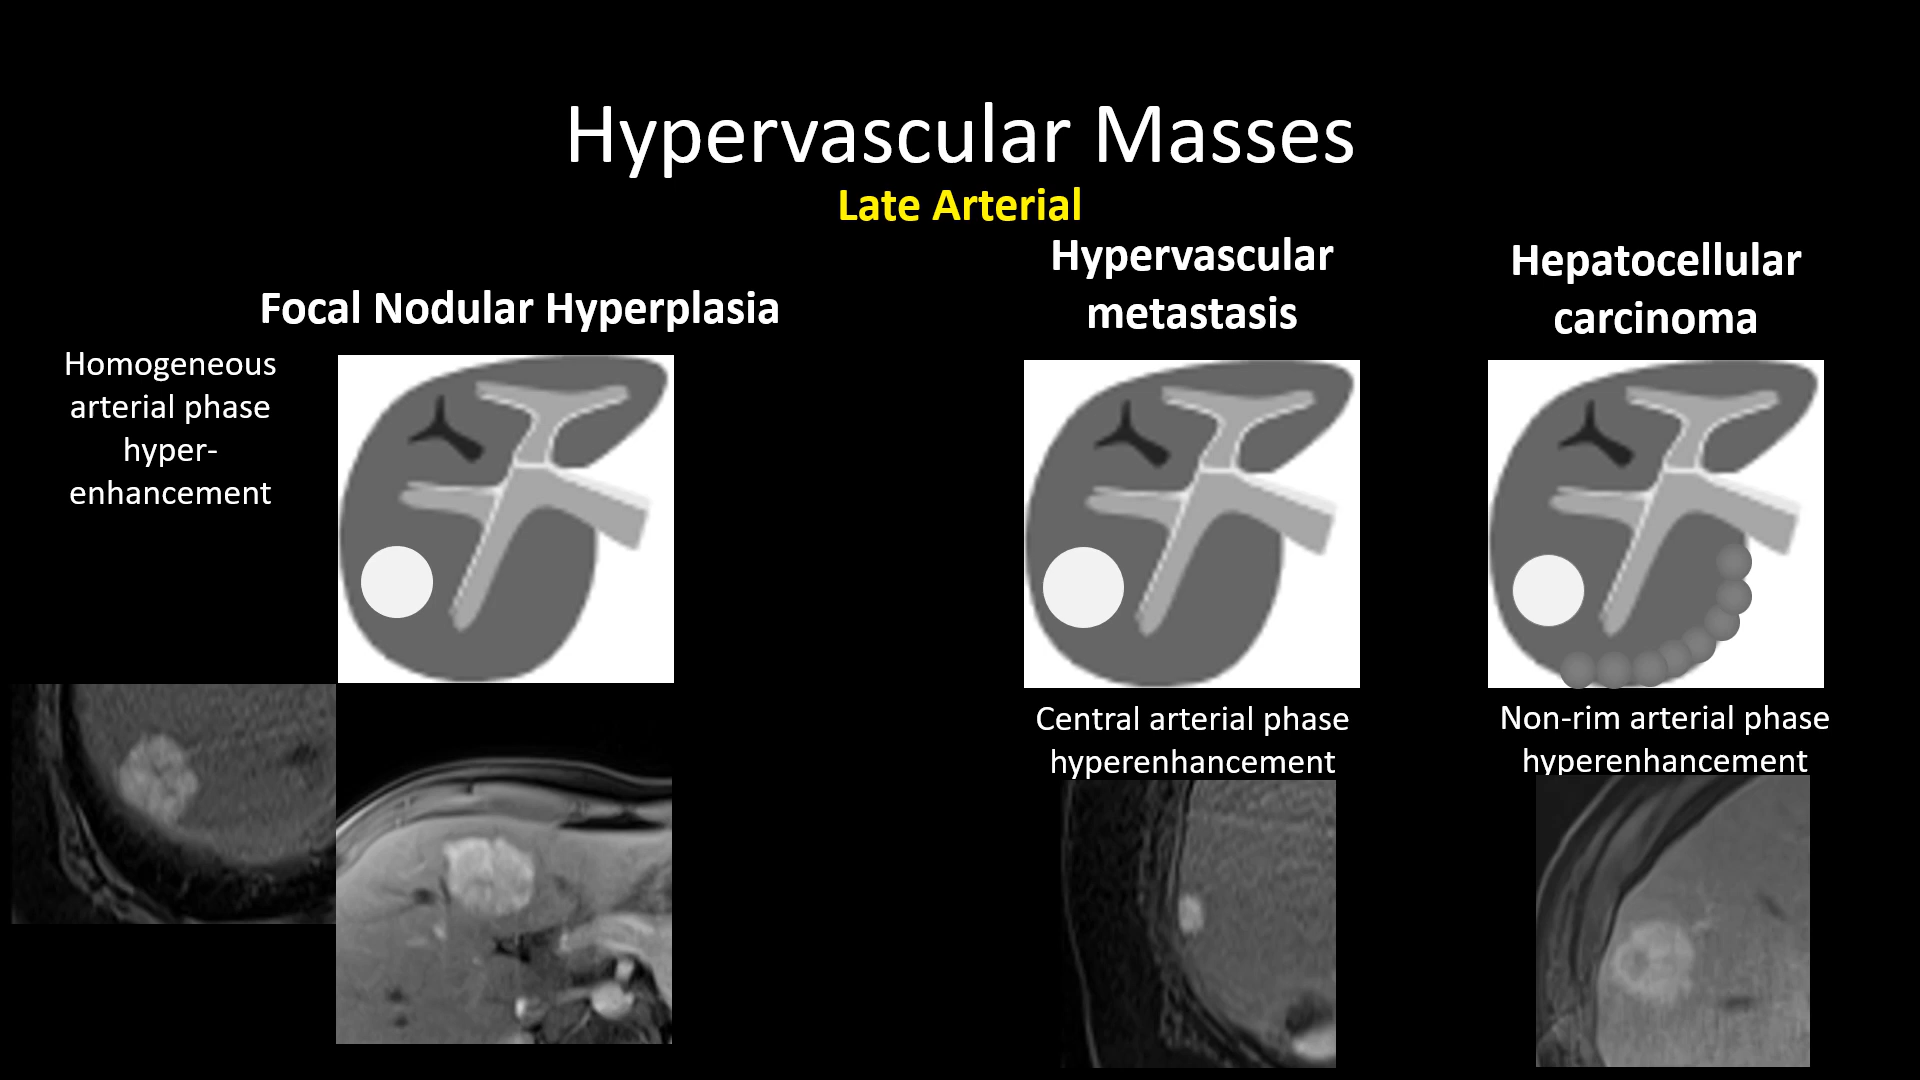 Hypervascular Masses
Late Arterial
Focal Nodular Hyperplasia
Homogeneous
arterial phase
hyper-
enhancement
Hypervascular
metastasis
Central arterial phase
hyperenhancement
Hepatocellular
carcinoma
Non-rim arterial phase
hyperenhancement